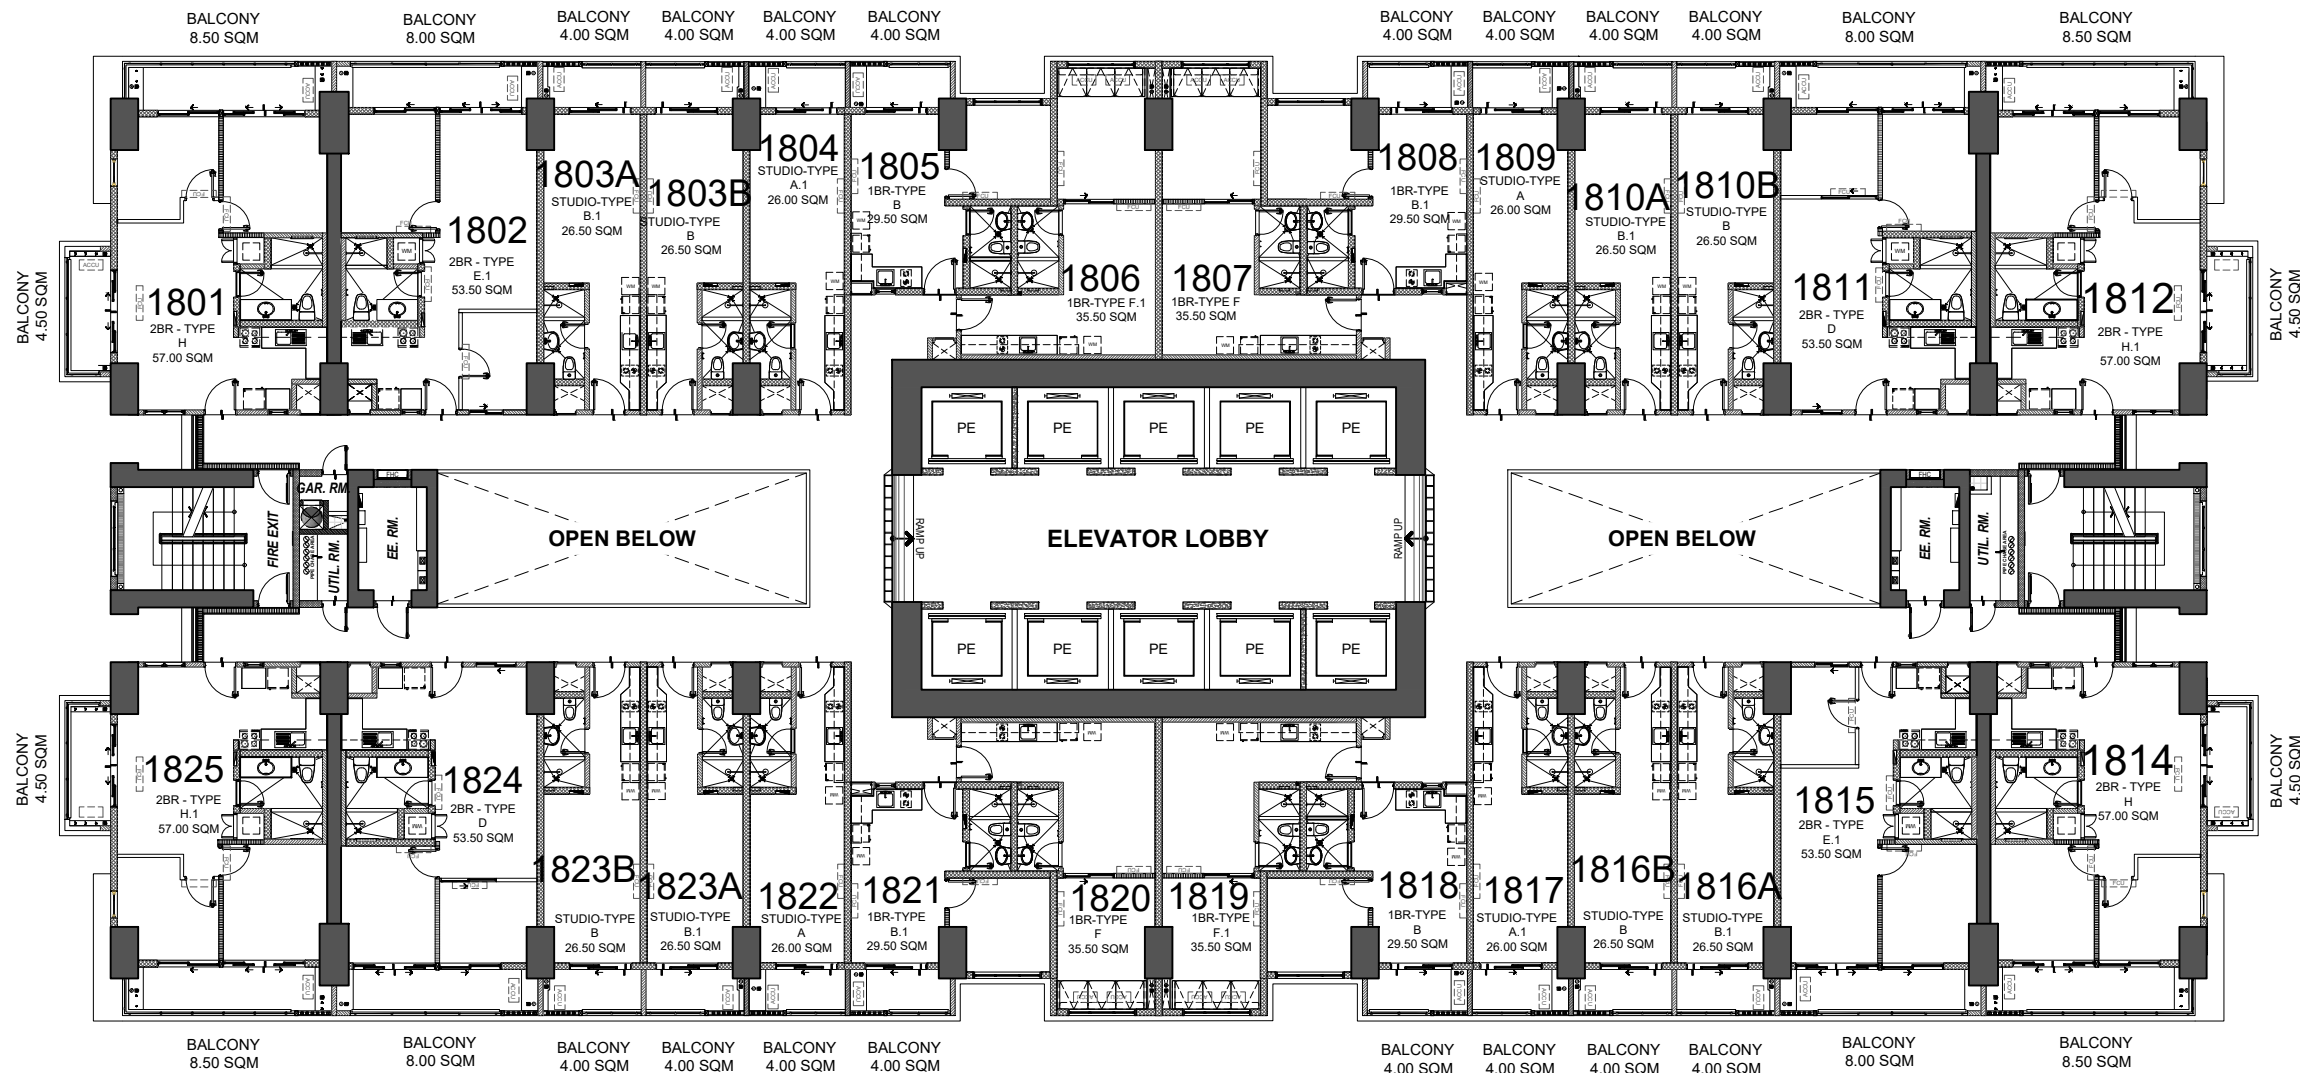 BALCONY
8.50 SQM
BALCONY
8.00 SQM
BALCONY
4.00 SQM
BALCONY
4.00 SQM
BALCONY
4.00 SQM
BALCONY
4.00 SQM
BALCONY
4.00 SQM
BALCONY
4.00 SQM
BALCONY
4.00 SQM
BALCONY
4.00 SQM
BALCONY
8.00 SQM
BALCONY
8.50 SQM
BALCONY
4.50 SQM
1801
2BR - TYPE
H
57.00 SQM
1802
2BR - TYPE
E.1
53.50 SQM
1803A
STUDIO-TYPE
B.1
26.50 SQM
1803B
STUDIO-TYPE
B
26.50 SQM
1804
STUDIO-TYPE
A.1
26.00 SQM
1805
1BR-TYPE
B
29.50 SQM
1806
1BR-TYPE F.1
35.50 SQM
1807
1BR-TYPE F
35.50 SQM
1808
1BR-TYPE
B.1
29.50 SQM
1809
STUDIO-TYPE
A
26.00 SQM
1810A
STUDIO-TYPE
B.1
26.50 SQM
1810B
STUDIO-TYPE
B
26.50 SQM
1811
2BR - TYPE
D
53.50 SQM
1812
2BR - TYPE
H.1
57.00 SQM
BALCONY
4.50 SQM
PE
PE
PE
PE
PE
FIRE EXIT
GAR. RM.
UTIL. RM.
EE. RM.
FHC
OPEN BELOW
RAMP UP
ELEVATOR LOBBY
RAMP UP
OPEN BELOW
FHC
EE. RM.
UTIL. RM.
PE
PE
PE
PE
PE
BALCONY
4.50 SQM
1825
2BR - TYPE
H.1
57.00 SQM
1824
2BR - TYPE
D
53.50 SQM
1823B
STUDIO-TYPE
B
26.50 SQM
1823A
STUDIO-TYPE
B.1
26.50 SQM
1822
STUDIO-TYPE
A
26.00 SQM
1821
1BR-TYPE
B.1
29.50 SQM
1820
1BR-TYPE
F
35.50 SQM
1819
1BR-TYPE
F.1
35.50 SQM
1818
1BR-TYPE
B
29.50 SQM
1817
STUDIO-TYPE
A.1
26.00 SQM
1816B
STUDIO-TYPE
B
26.50 SQM
1816A
STUDIO-TYPE
B.1
26.50 SQM
1815
2BR - TYPE
E.1
53.50 SQM
1814
2BR - TYPE
H
57.00 SQM
BALCONY
4.50 SQM
BALCONY
8.50 SQM
BALCONY
8.00 SQM
BALCONY
4.00 SQM
BALCONY
4.00 SQM
BALCONY
4.00 SQM
BALCONY
4.00 SQM
BALCONY
4.00 SQM
BALCONY
4.00 SQM
BALCONY
4.00 SQM
BALCONY
4.00 SQM
BALCONY
8.00 SQM
BALCONY
8.50 SQM